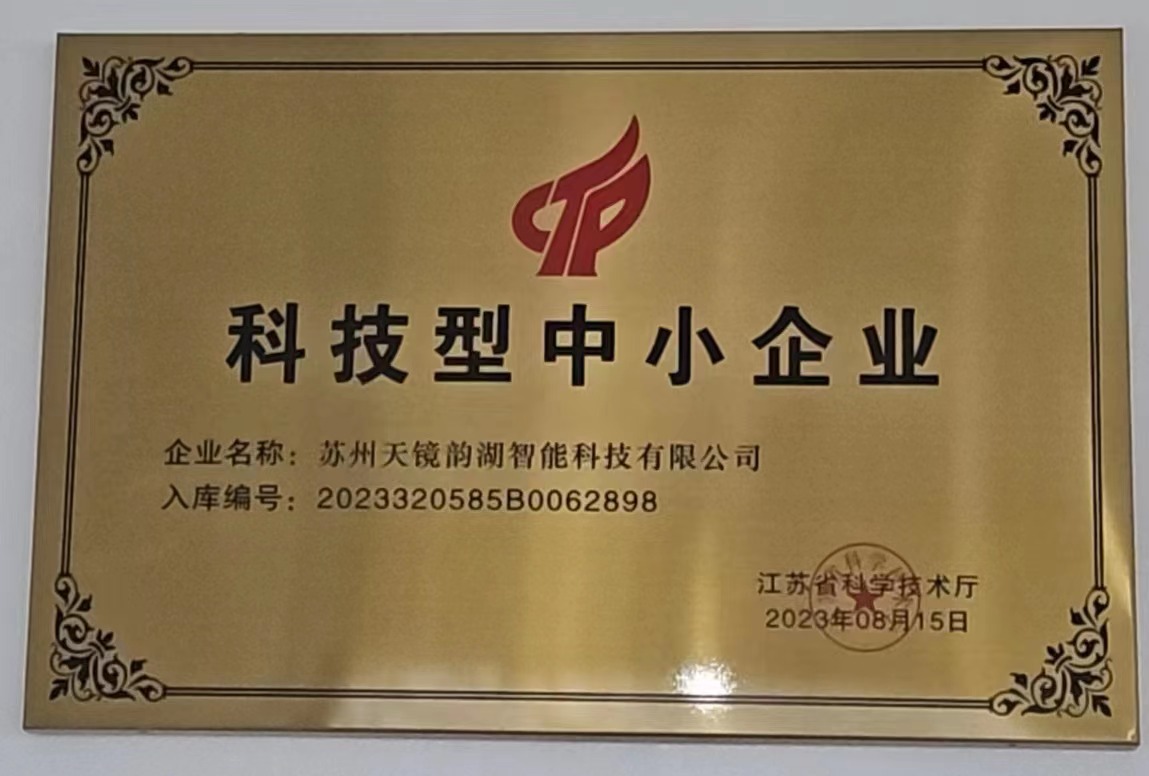 CTP
科技型中小企业
企业名称：苏州天镜韵湖智能科技有限公司
入库编号：2023320585B0062898
江苏省科学技术厅
2023年08月15日